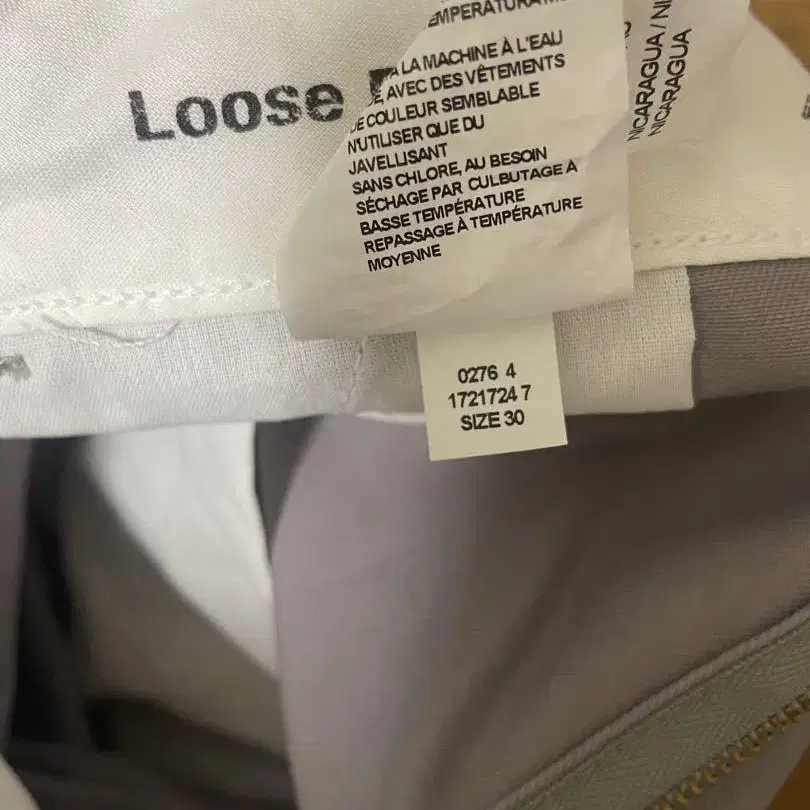 Loose
À LA MACHINE À L'EAU
AVEC DES VÊTEMENTS
DE COULEUR SEMBLABLE
N'UTILISER QUE DU
JAVELLISANT
SANS CHLORE, AU BESOIN
SÉCHAGE PAR CULBUTAGE À
BASSE TEMPÉRATURE
REPASSAGE À TEMPÉRATURE
MOYENNE
NICARAGUA / NI
NICARAGUA
0276 4
1721724 7
SIZE 30